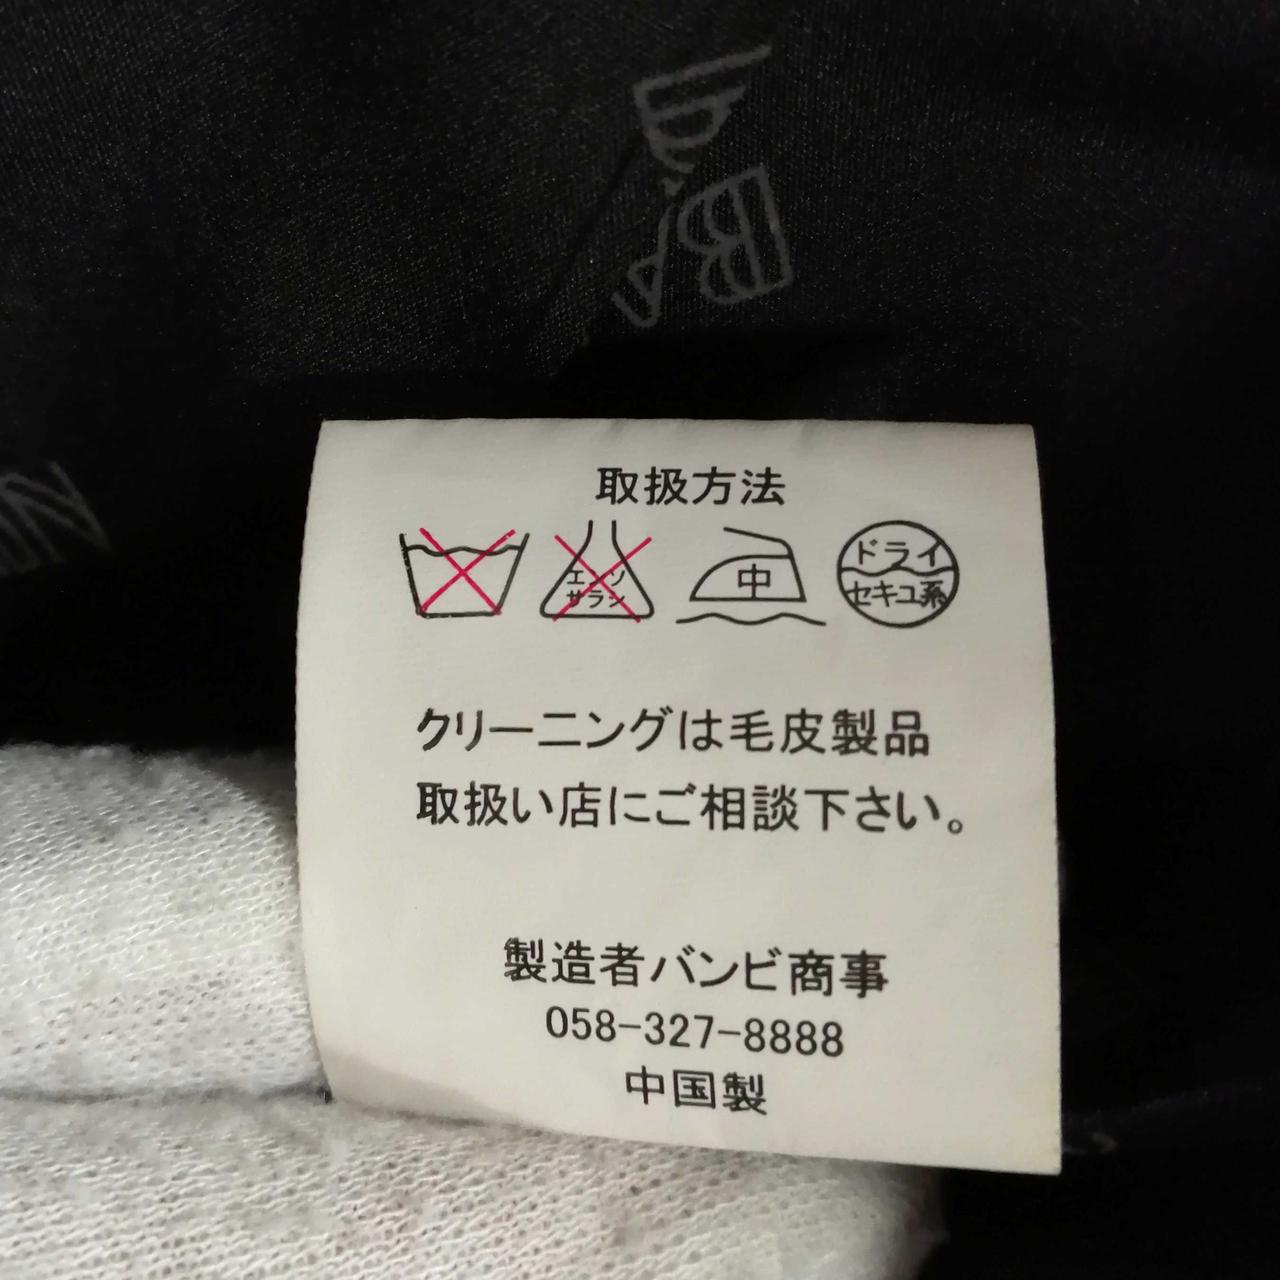 取扱方法
エンソ
サラシ
中
ドライ
セキユ系
クリーニングは毛皮製品
取扱い店にご相談下さい。
製造者バンビ商事
058-327-8888
中国製